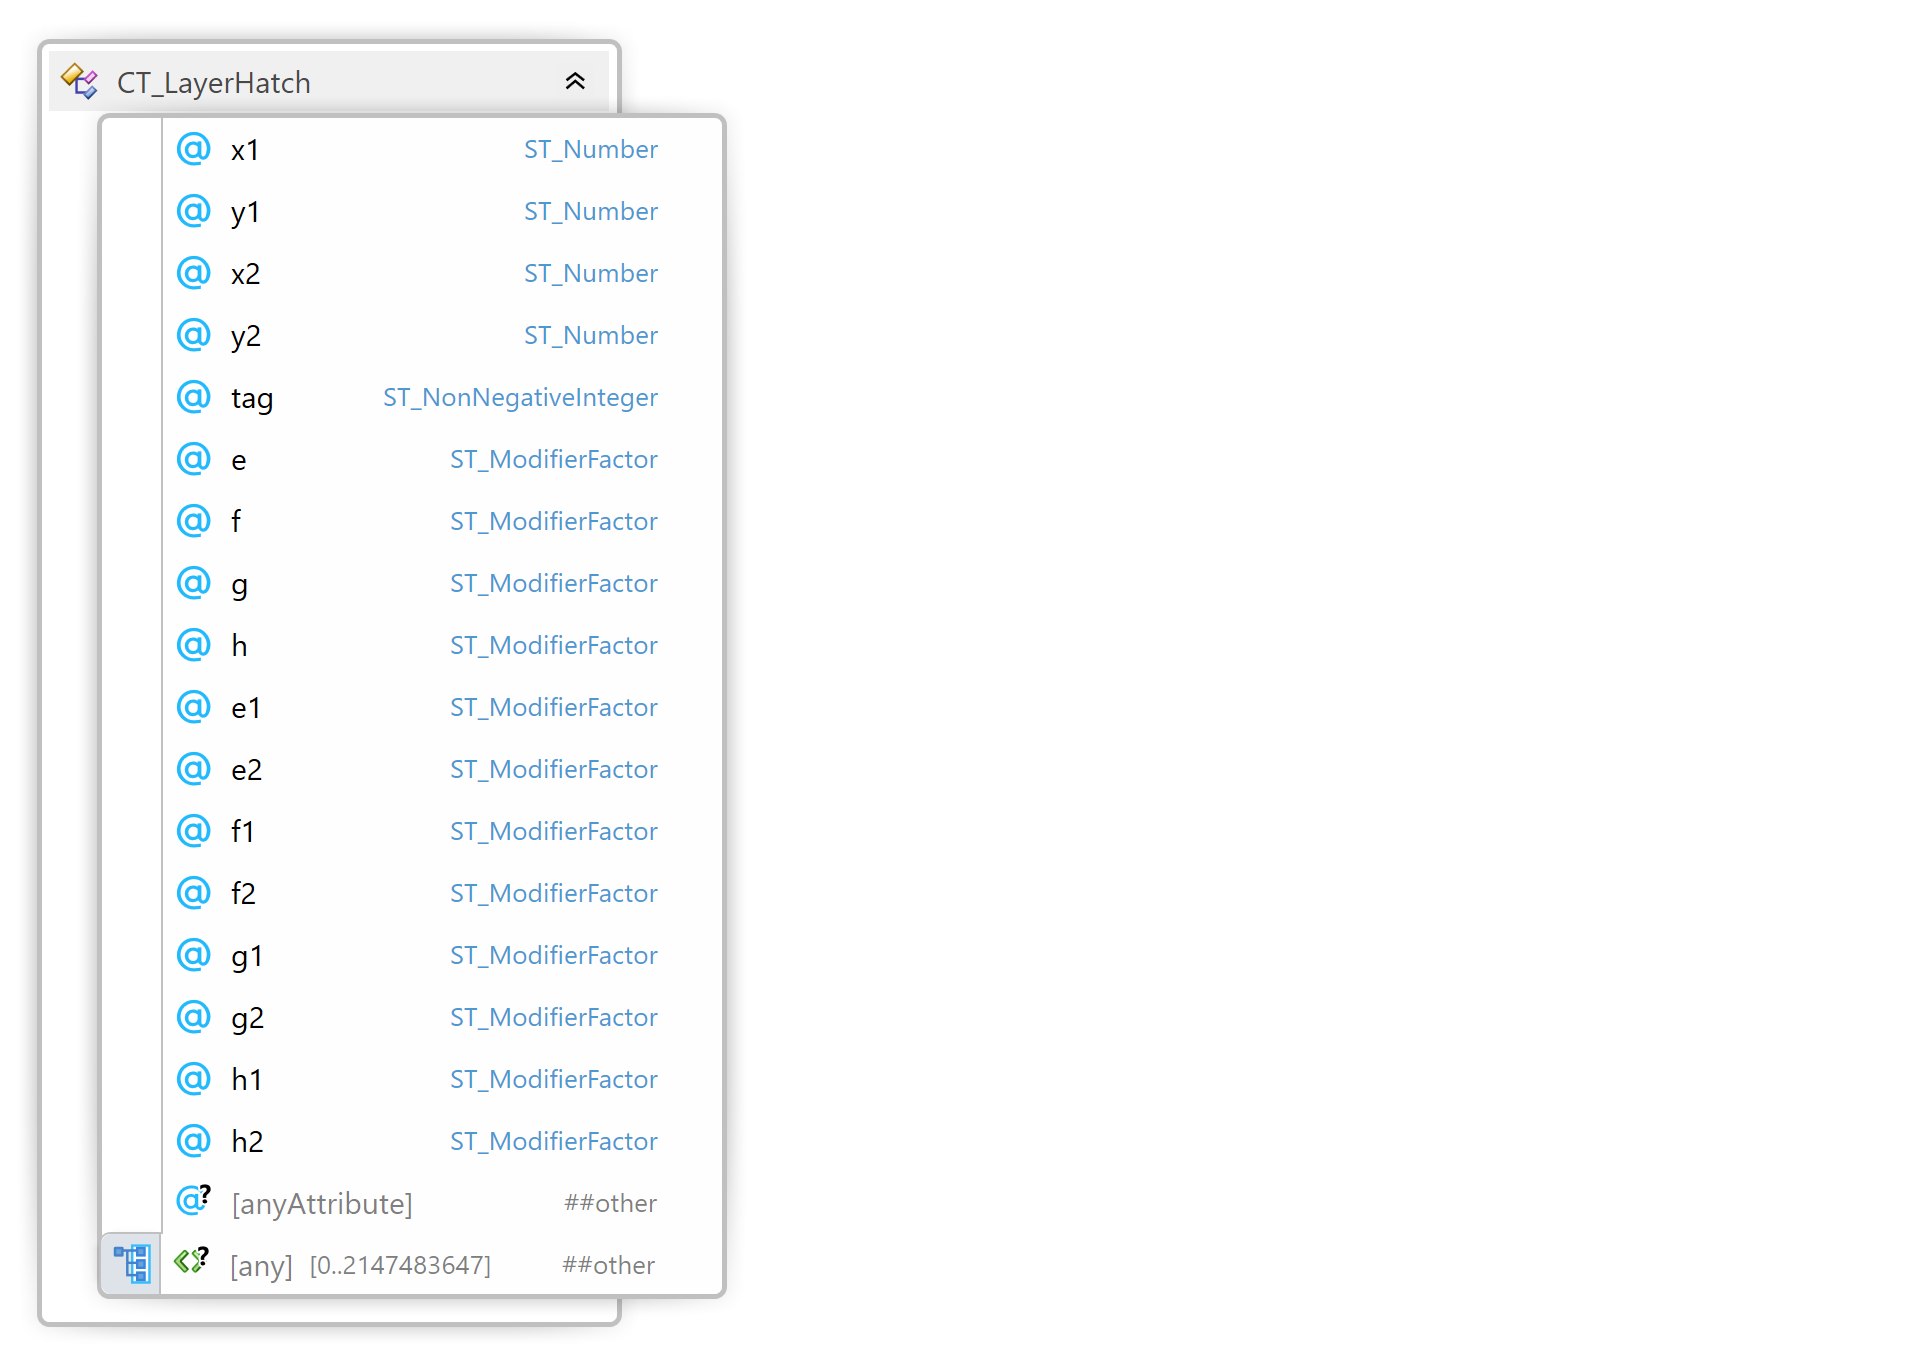 CT_LayerHatch
x1 ST_Number
y1 ST_Number
x2 ST_Number
y2 ST_Number
tag ST_NonNegativeInteger
e ST_ModifierFactor
f ST_ModifierFactor
g ST_ModifierFactor
h ST_ModifierFactor
e1 ST_ModifierFactor
e2 ST_ModifierFactor
f1 ST_ModifierFactor
f2 ST_ModifierFactor
g1 ST_ModifierFactor
g2 ST_ModifierFactor
h1 ST_ModifierFactor
h2 ST_ModifierFactor
[anyAttribute] ##other
[any] [0..2147483647] ##other